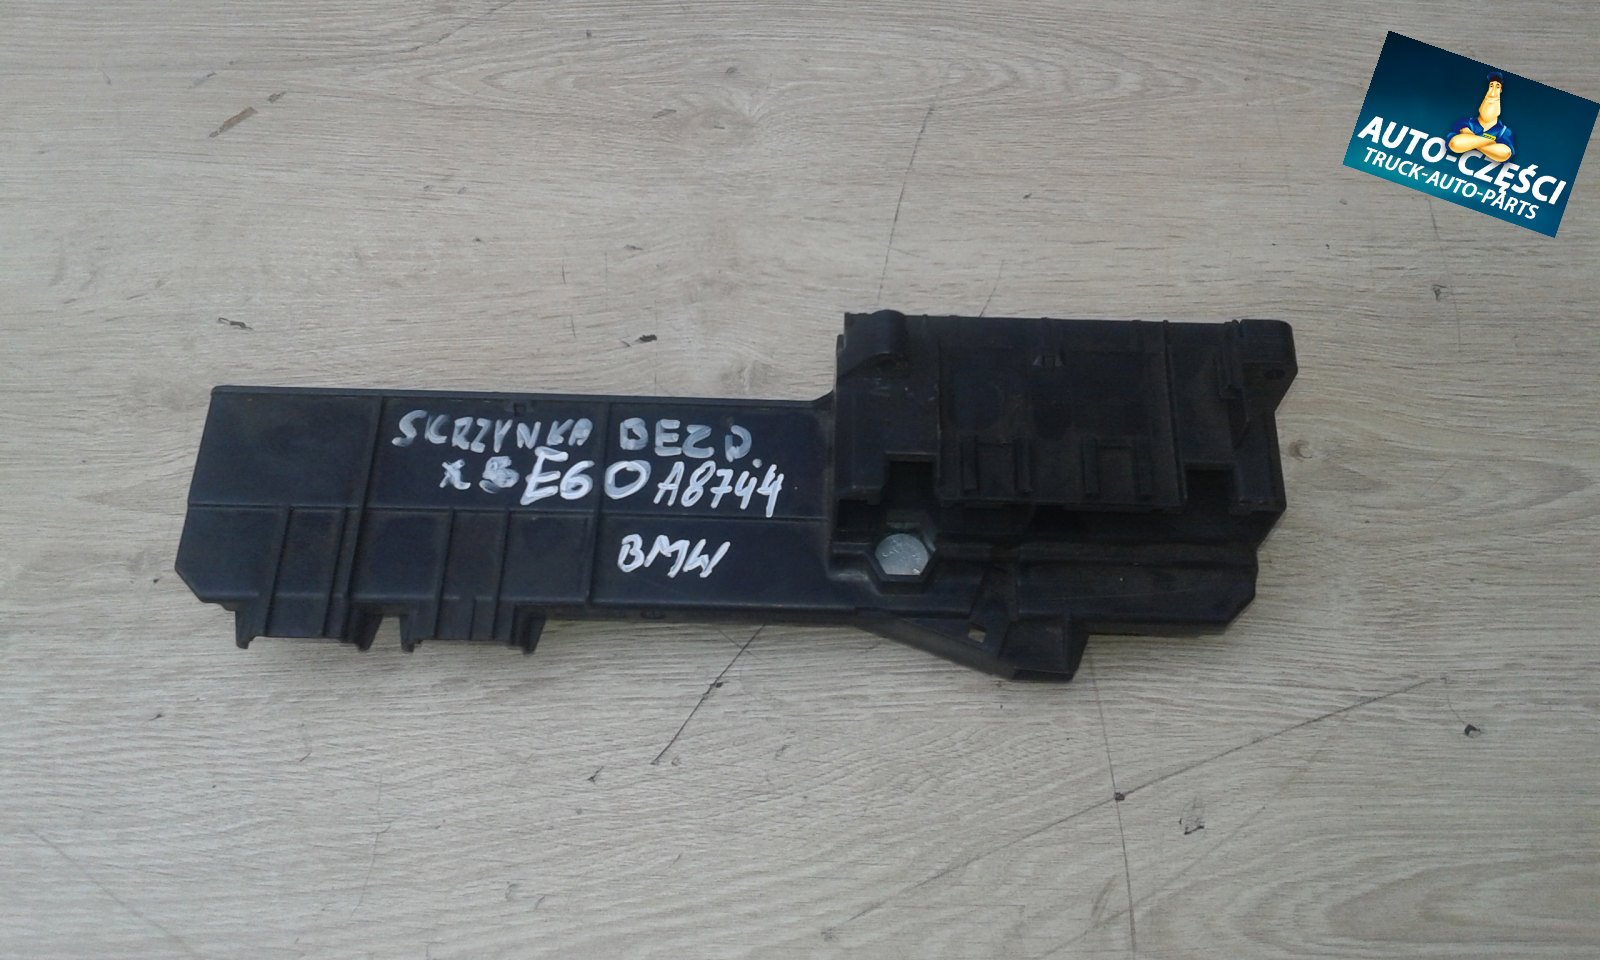 AUTO-CZĘŚCI
TRUCK-AUTO-PARTS
SKRZYNKA BEZP.
E60 A8744
BMW